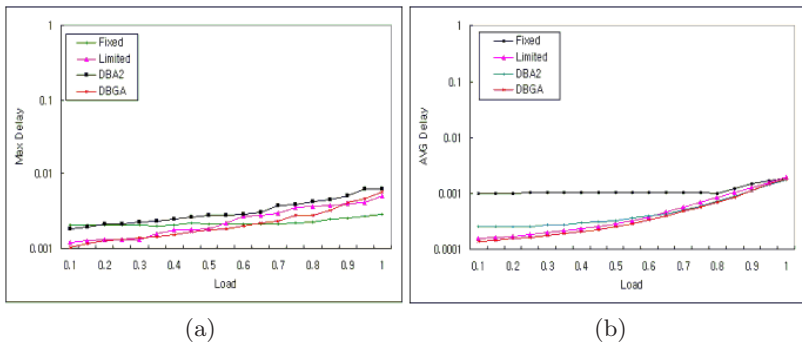 1
0.1
0.01
0.001
Max Delay
Fixed
Limited
DBA2
DBGA
0.1 0.2 0.3 0.4 0.5 0.6 0.7 0.8 0.9 1
Load
(a)
1
0.1
0.01
0.001
0.0001
AVG Delay
Fixed
Limited
DBA2
DBGA
0.1 0.2 0.3 0.4 0.5 0.6 0.7 0.8 0.9 1
Load
(b)